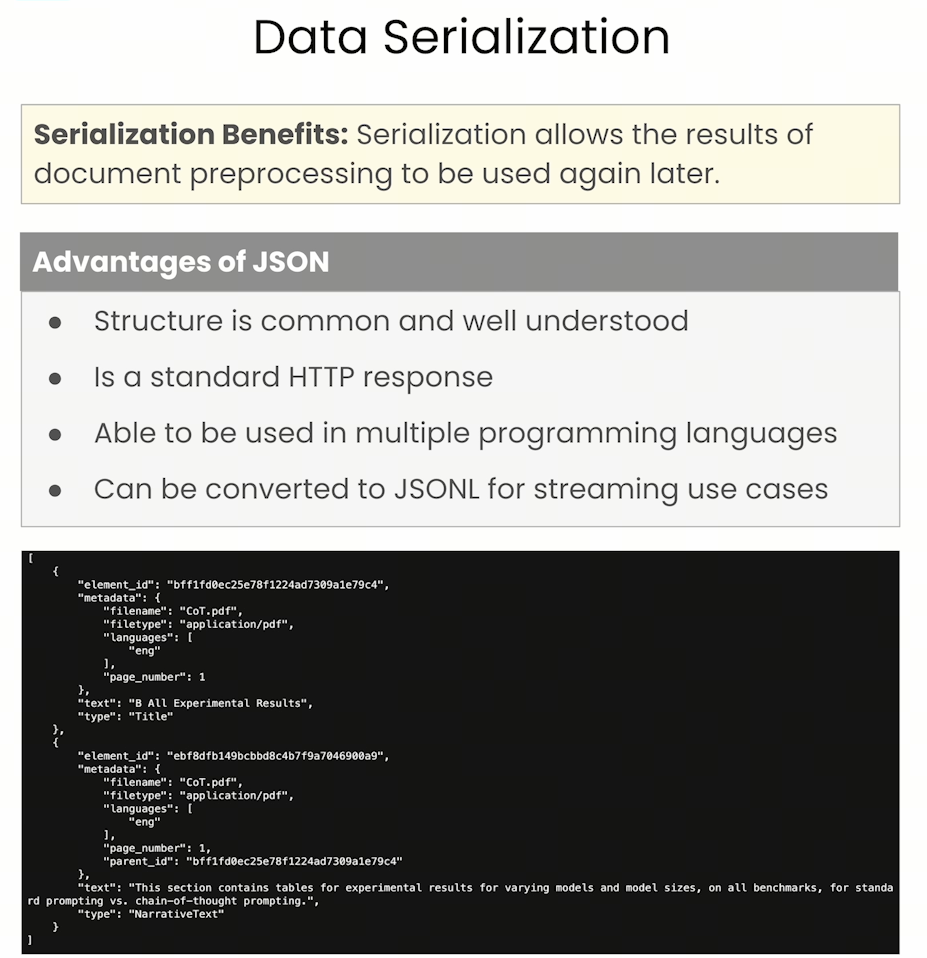 Data Serialization
Serialization Benefits: Serialization allows the results of
document preprocessing to be used again later.
Advantages of JSON
● Structure is common and well understood
● Is a standard HTTP response
● Able to be used in multiple programming languages
● Can be converted to JSONL for streaming use cases
[
    {
        "element_id": "bff1fd0ec25e78f1224ad7309a1e79c4",
        "metadata": {
            "filename": "CoT.pdf",
            "filetype": "application/pdf",
            "languages": [
                "eng"
            ],
            "page_number": 1
        },
        "text": "B All Experimental Results",
        "type": "Title"
    },
    {
        "element_id": "ebf8dfb149bcbbd8c4b7f9a7046900a9",
        "metadata": {
            "filename": "CoT.pdf",
            "filetype": "application/pdf",
            "languages": [
                "eng"
            ],
            "page_number": 1,
            "parent_id": "bff1fd0ec25e78f1224ad7309a1e79c4"
        },
        "text": "This section contains tables for experimental results for varying models and model sizes, on all benchmarks, for standa
rd prompting vs. chain-of-thought prompting.",
        "type": "NarrativeText"
    }
]